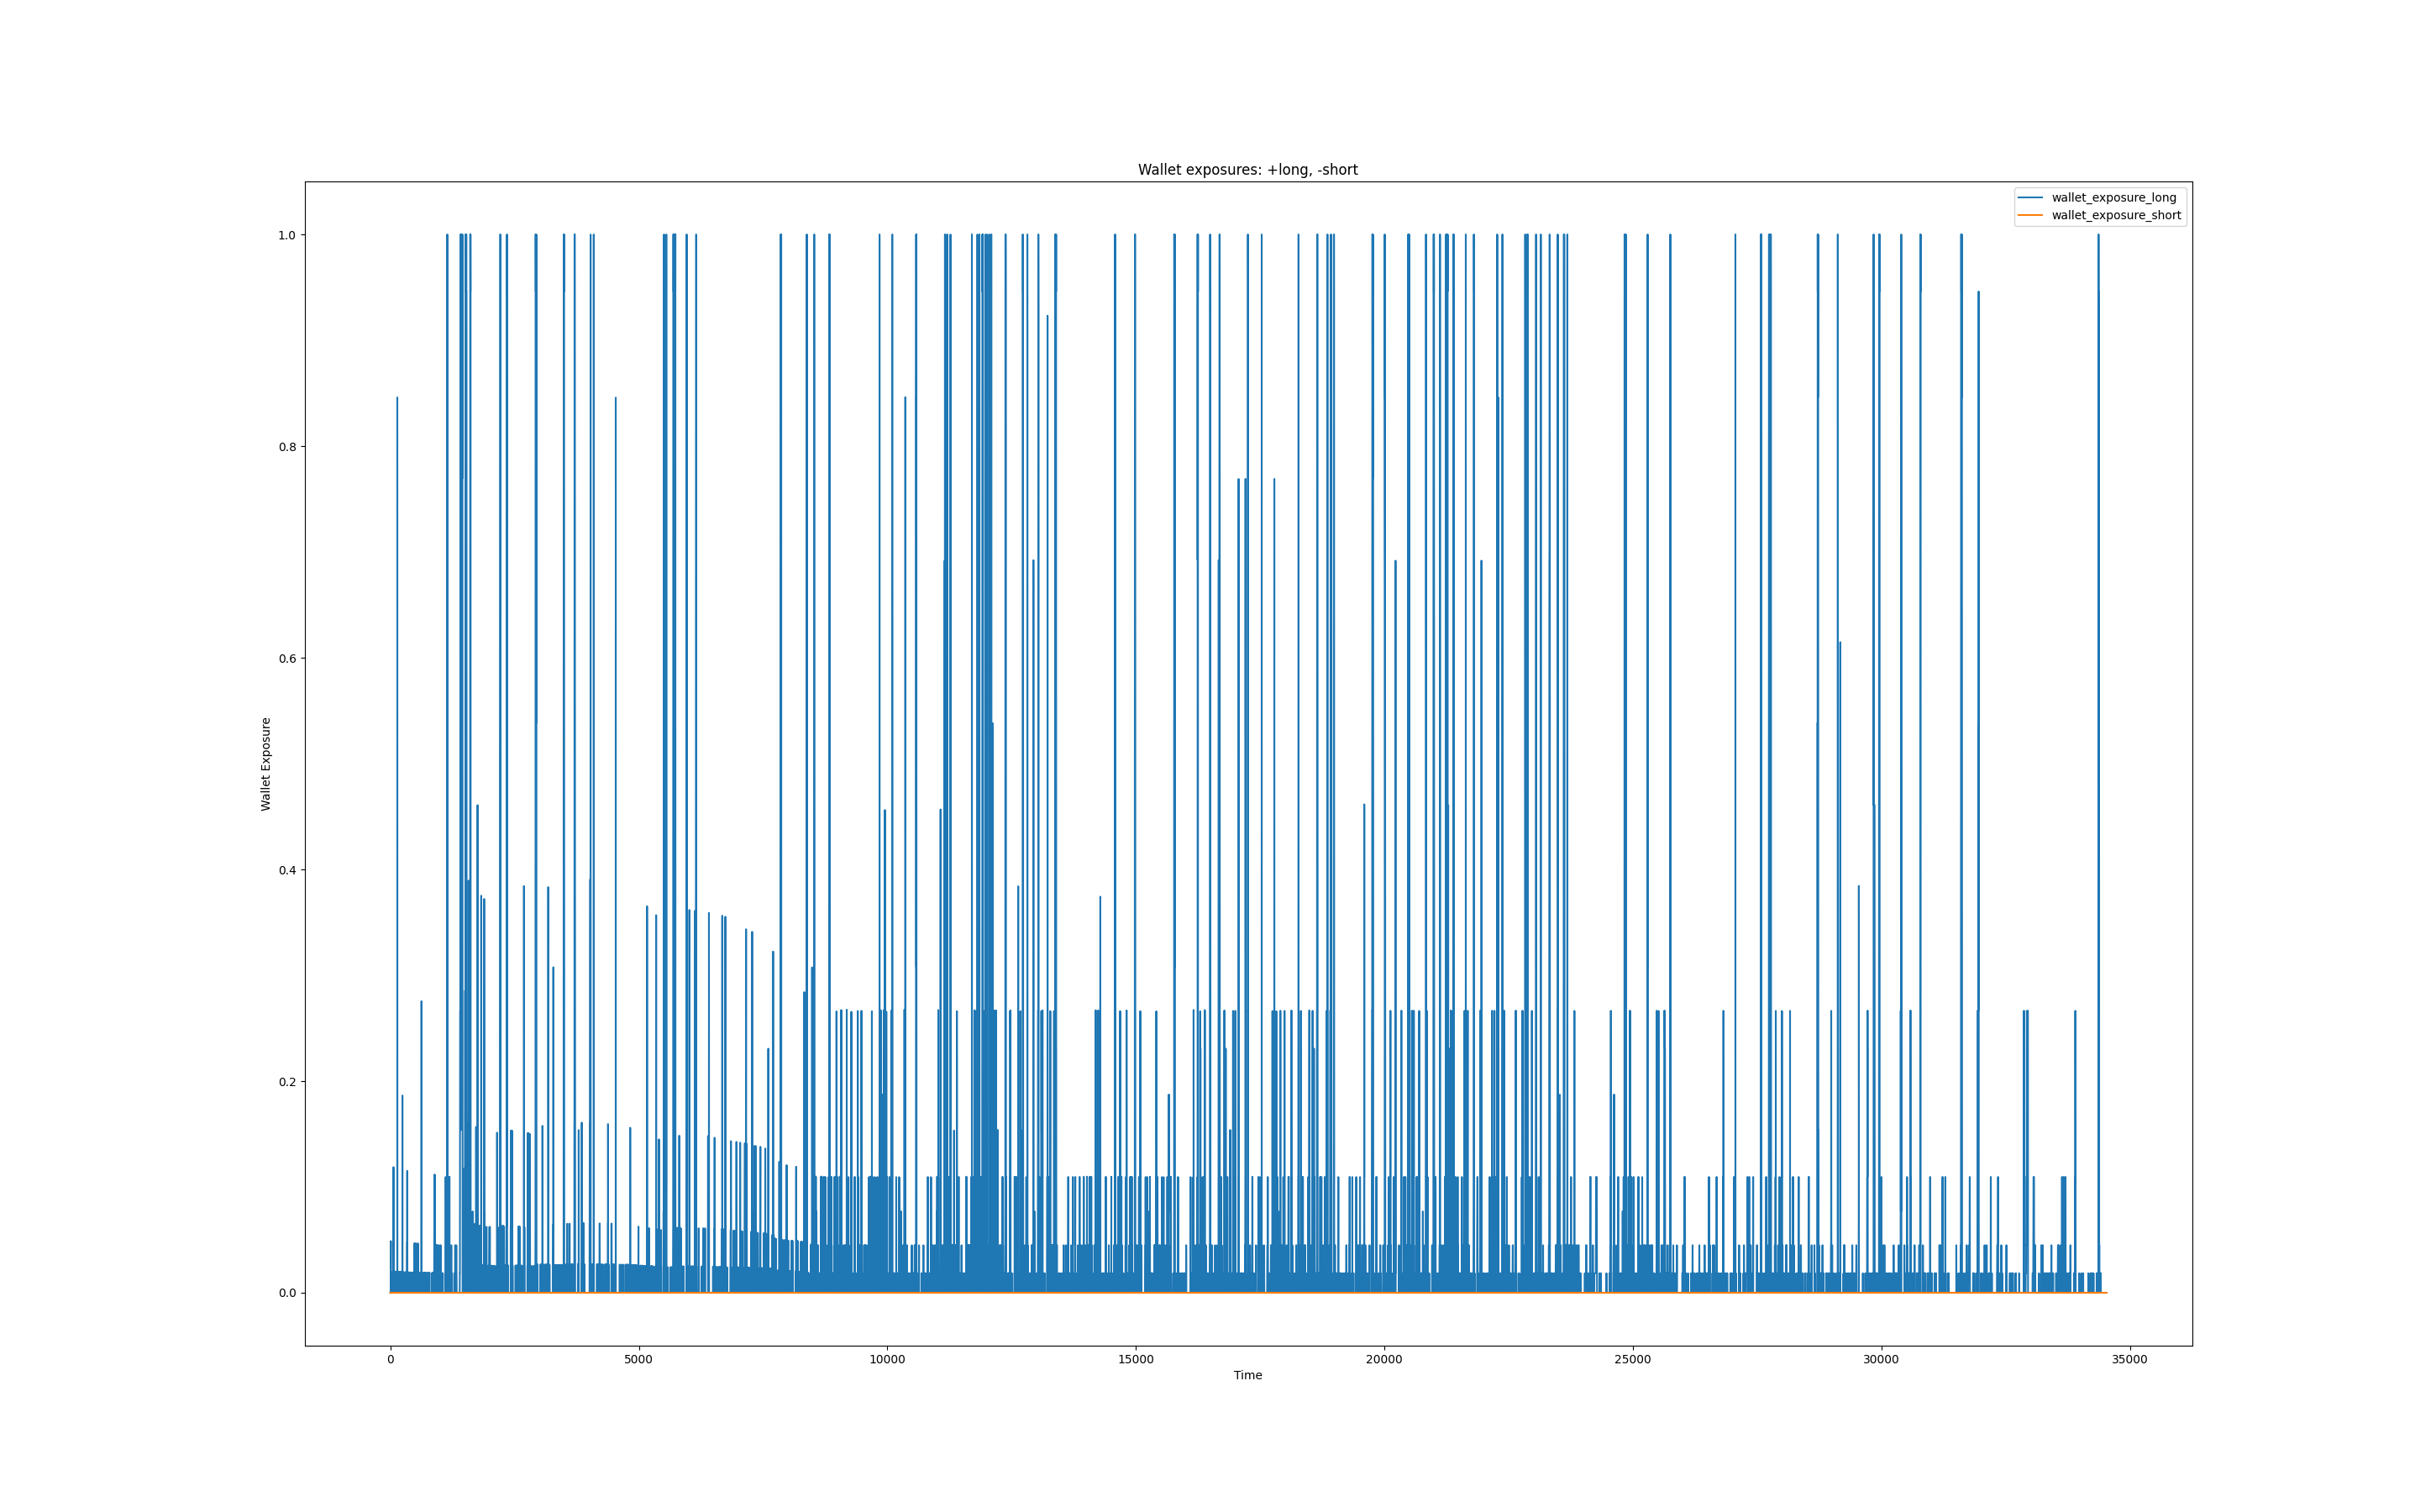 Wallet exposures: +long, -short
wallet_exposure_long
wallet_exposure_short
1.0
0.8
0.6
0.4
0.2
0.0
Wallet Exposure
0 5000 10000 15000 20000 25000 30000 35000
Time